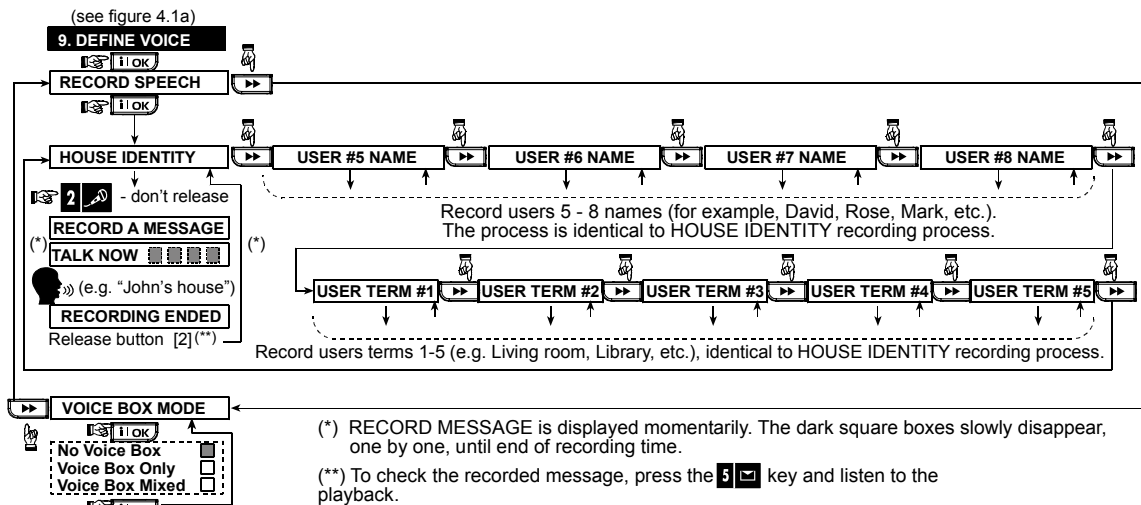 (see figure 4.1a)
9. DEFINE VOICE
i OK
RECORD SPEECH
i OK
HOUSE IDENTITY
USER #5 NAME
USER #6 NAME
USER #7 NAME
USER #8 NAME
2 - don't release
RECORD A MESSAGE
(*) TALK NOW (*)
(e.g. "John's house")
RECORDING ENDED
Release button [2] (**)
Record users 5 - 8 names (for example, David, Rose, Mark, etc.).
The process is identical to HOUSE IDENTITY recording process.
USER TERM #1
USER TERM #2
USER TERM #3
USER TERM #4
USER TERM #5
Record users terms 1-5 (e.g. Living room, Library, etc.), identical to HOUSE IDENTITY recording process.
VOICE BOX MODE
i OK
No Voice Box
Voice Box Only
Voice Box Mixed
(*) RECORD MESSAGE is displayed momentarily. The dark square boxes slowly disappear,
one by one, until end of recording time.
(**) To check the recorded message, press the 5 key and listen to the
playback.